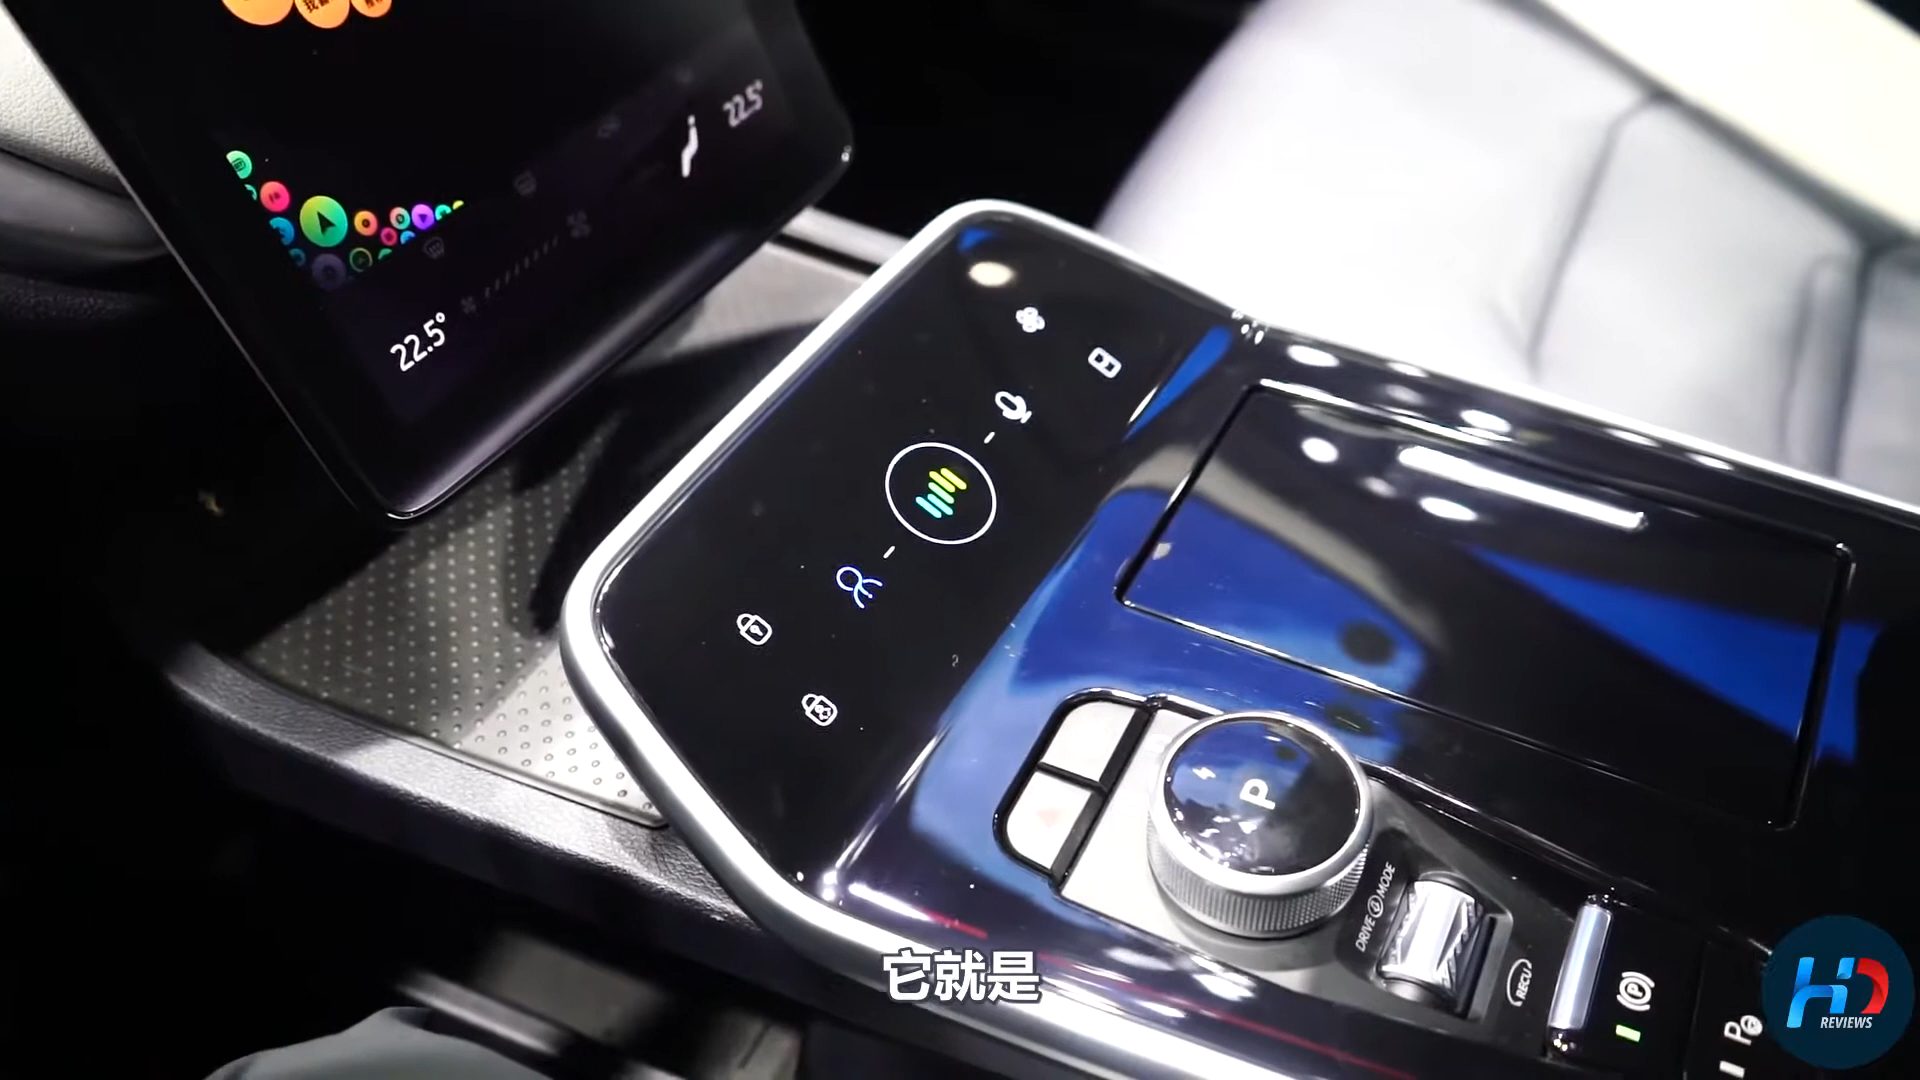 22.5°
22.5°
P
DRIVE MODE
RECU
P
P
它就是
HD
REVIEWS